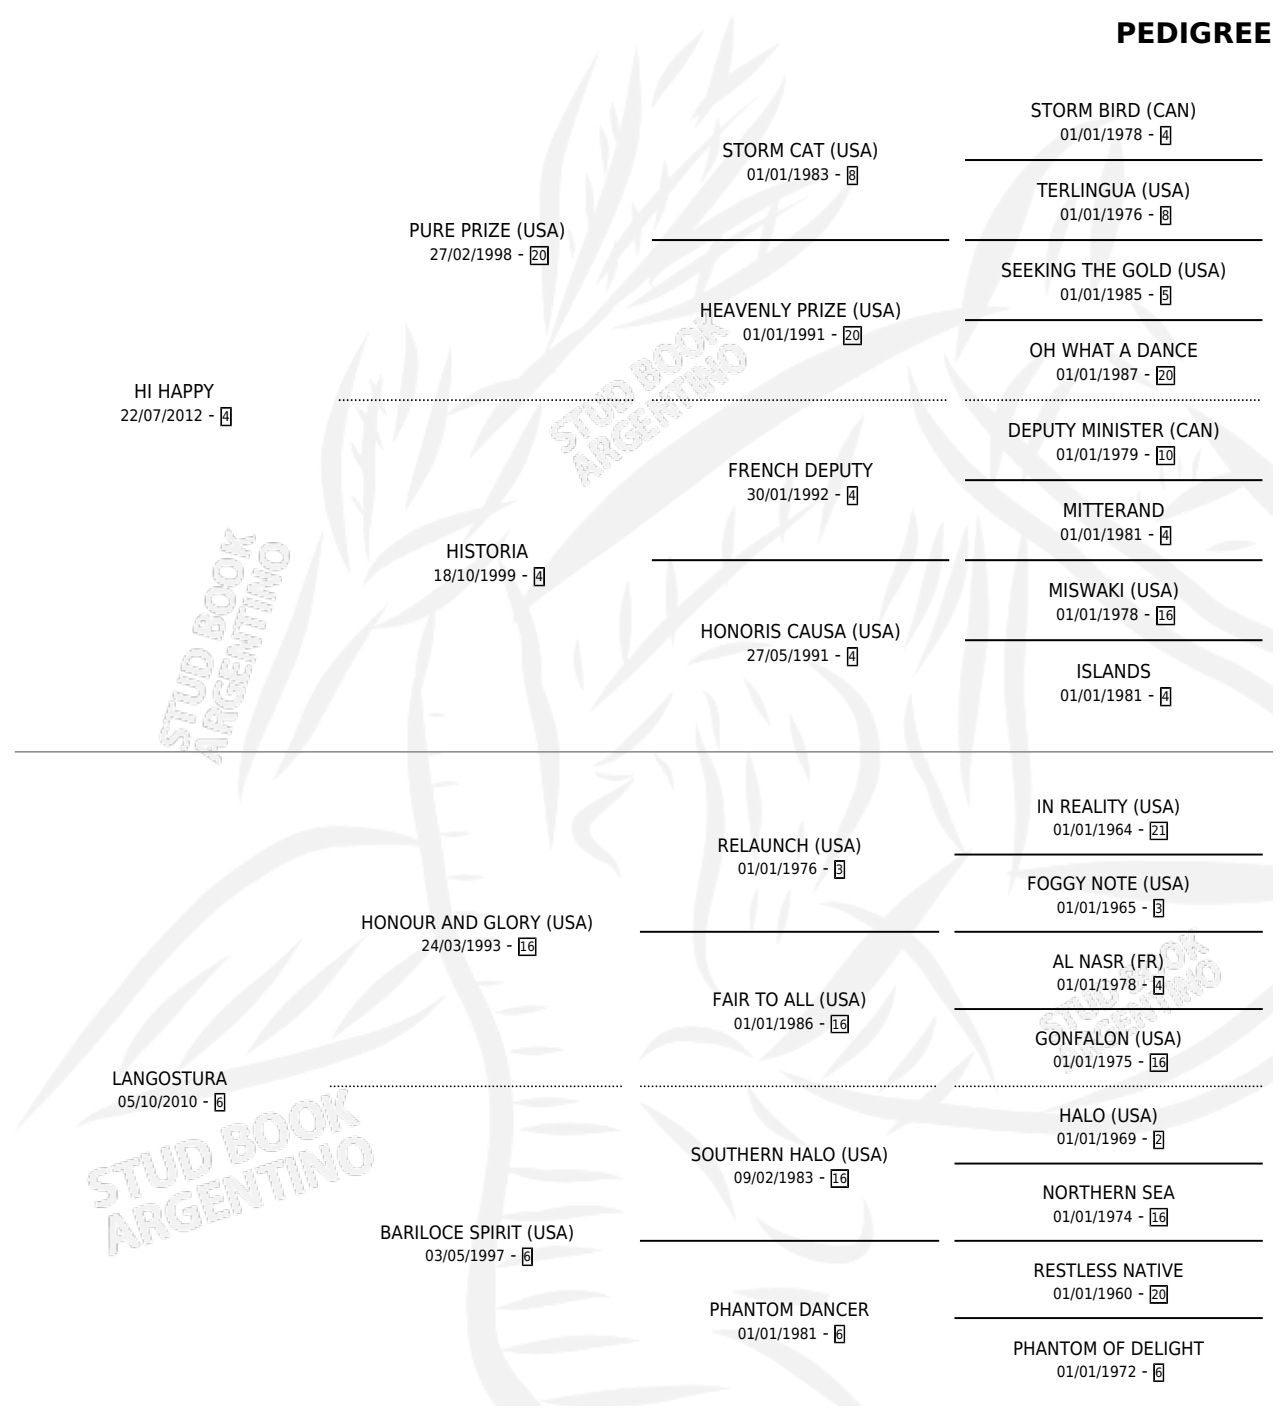 PEDIGREE
STORM BIRD (CAN)
01/01/1978 - 4
STORM CAT (USA)
01/01/1983 - 8
TERLINGUA (USA)
01/01/1976 - 8
PURE PRIZE (USA)
27/02/1998 - 20
SEEKING THE GOLD (USA)
01/01/1985 - 5
HEAVENLY PRIZE (USA)
01/01/1991 - 20
OH WHAT A DANCE
01/01/1987 - 20
HI HAPPY
22/07/2012 - 4
STUD BOOK
ARGENTINO
DEPUTY MINISTER (CAN)
01/01/1979 - 10
FRENCH DEPUTY
30/01/1992 - 4
MITTERAND
01/01/1981 - 4
HISTORIA
18/10/1999 - 4
MISWAKI (USA)
01/01/1978 - 16
HONORIS CAUSA (USA)
27/05/1991 - 4
ISLANDS
01/01/1981 - 4
STUD BOOK
ARGENTINO
IN REALITY (USA)
01/01/1964 - 21
RELAUNCH (USA)
01/01/1976 - 3
FOGGY NOTE (USA)
01/01/1965 - 3
HONOUR AND GLORY (USA)
24/03/1993 - 16
AL NASR (FR)
01/01/1978 - 4
STUD BOOK
ARGENTINO
FAIR TO ALL (USA)
01/01/1986 - 16
GONFALON (USA)
01/01/1975 - 16
LANGOSTURA
05/10/2010 - 6
STUD BOOK
ARGENTINO
HALO (USA)
01/01/1969 - 2
SOUTHERN HALO (USA)
09/02/1983 - 16
NORTHERN SEA
01/01/1974 - 16
BARILOCE SPIRIT (USA)
03/05/1997 - 6
RESTLESS NATIVE
01/01/1960 - 20
PHANTOM DANCER
01/01/1981 - 6
PHANTOM OF DELIGHT
01/01/1972 - 6